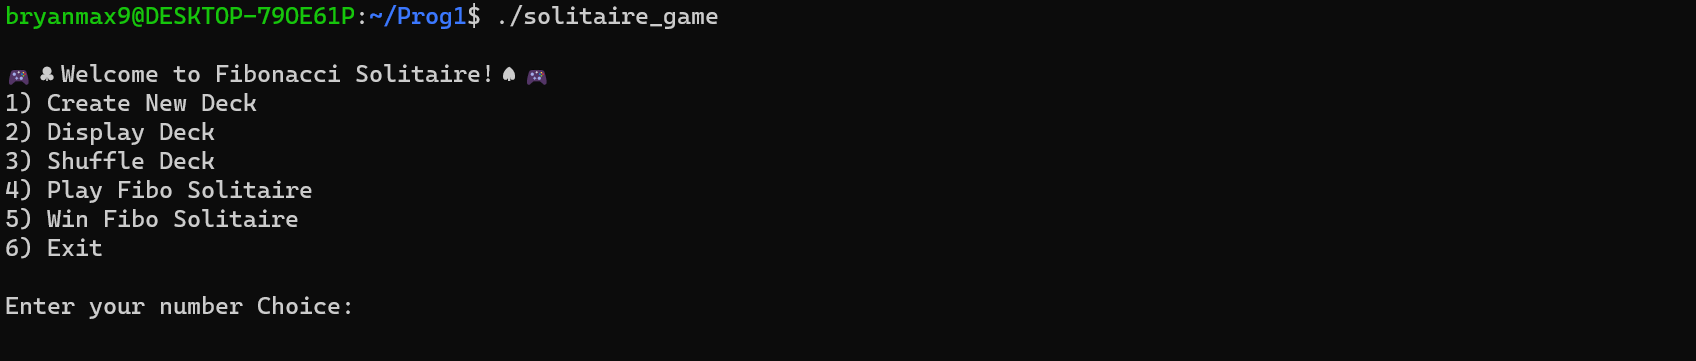 bryanmax9@DESKTOP-79OE61P:~/Prog1$ ./solitaire_game
🎮♣Welcome to Fibonacci Solitaire!♠🎮
1) Create New Deck
2) Display Deck
3) Shuffle Deck
4) Play Fibo Solitaire
5) Win Fibo Solitaire
6) Exit
Enter your number Choice: